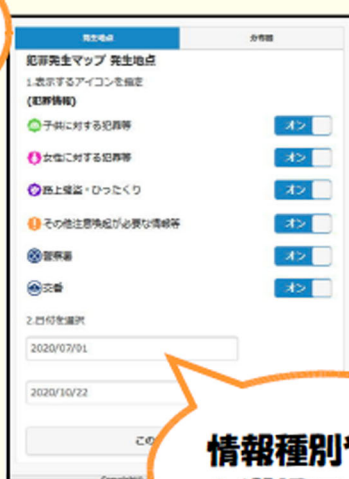 発生地点
分布図
犯罪発生マップ 発生地点
1.表示するアイコンを指定
(犯罪情報)
子供に対する犯罪等 オン
女性に対する犯罪等 オン
路上強盗・ひったくり オン
その他注意喚起が必要な情報等 オン
警察署 オン
交番 オン
2.日付を選択
2020/07/01
2020/10/22
この
情報種別